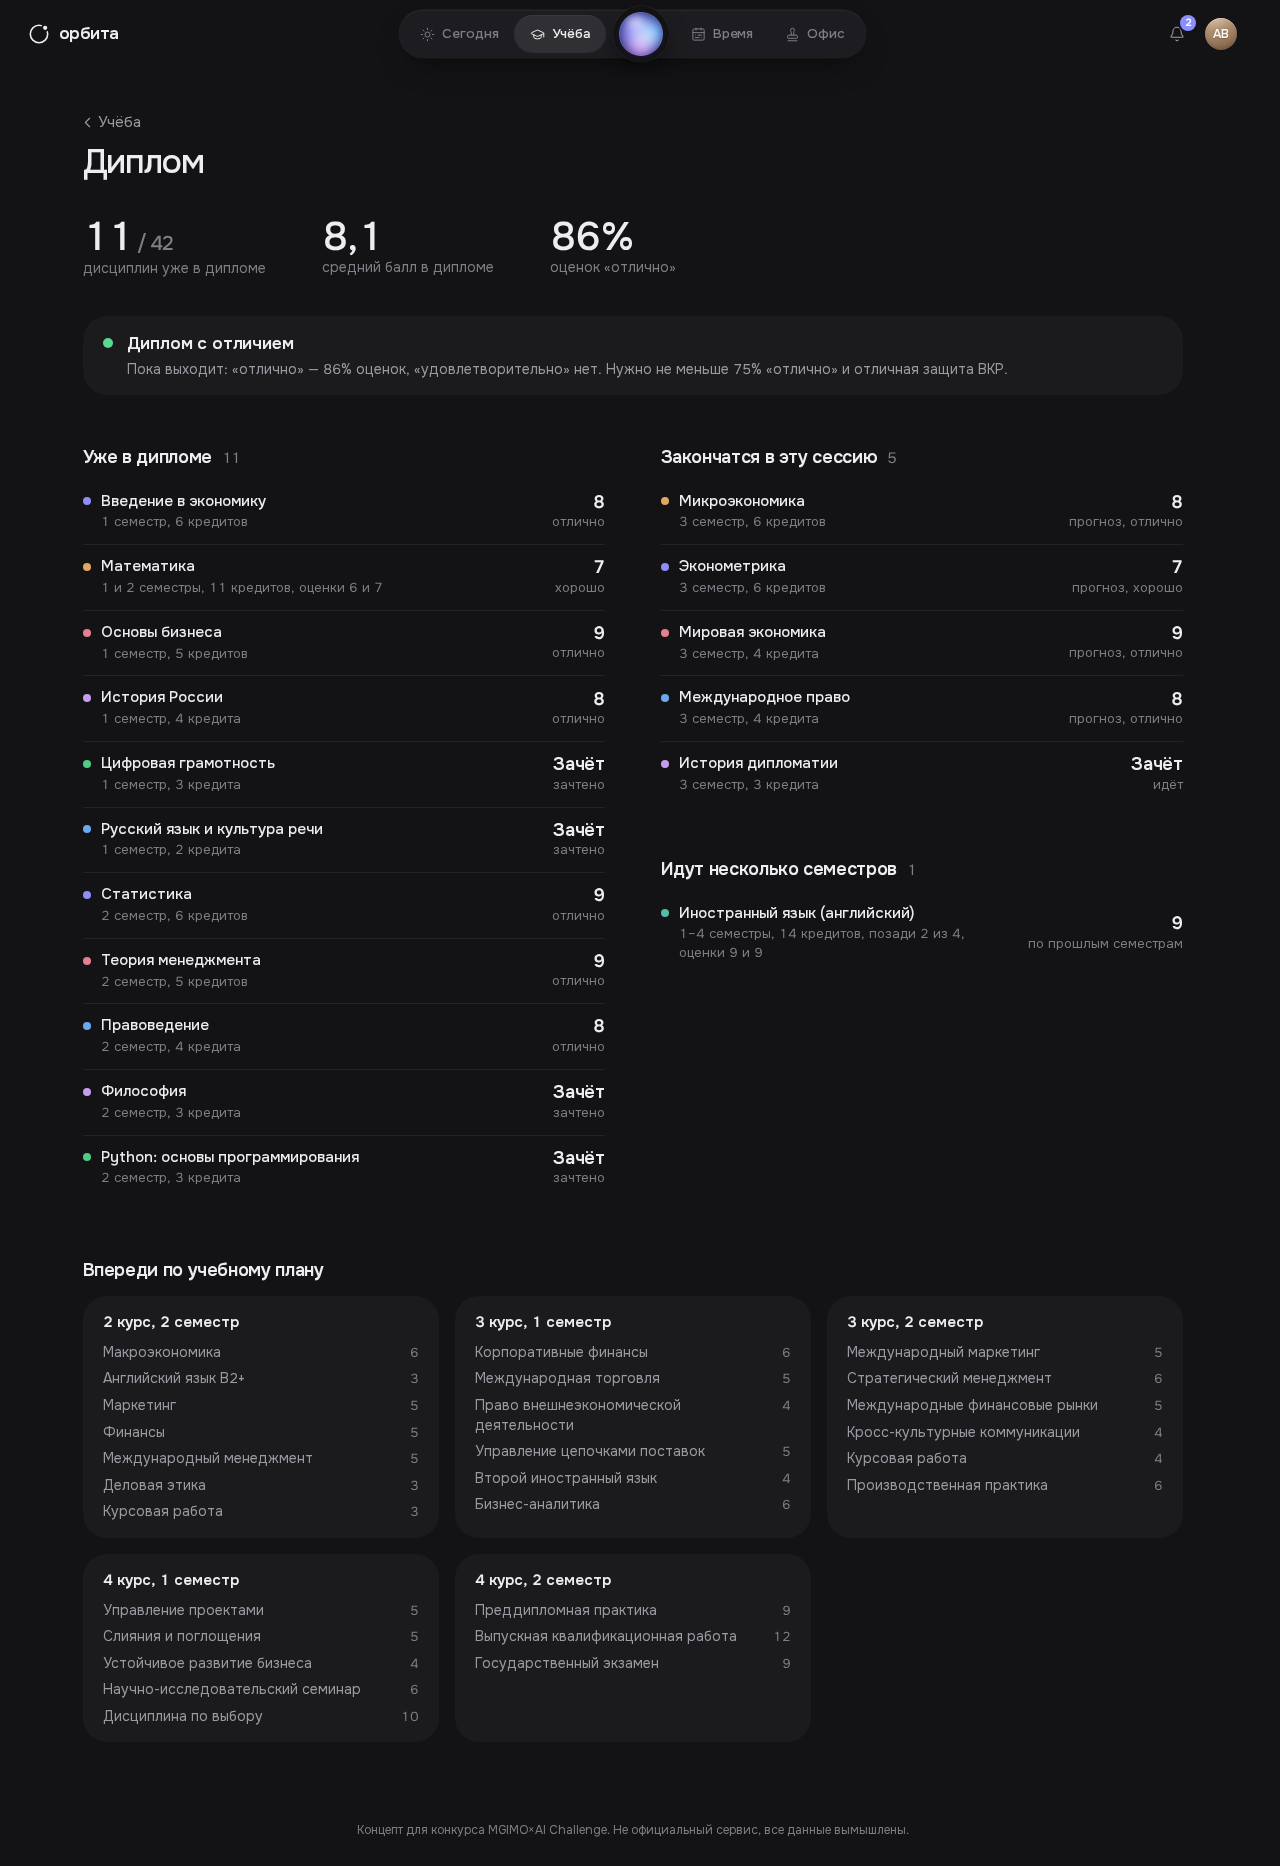 орбита
Сегодня
Учёба
Время
Офис
2
АВ
Учёба
Диплом
11 / 42
дисциплин уже в дипломе
8,1
средний балл в дипломе
86%
оценок «отлично»
Диплом с отличием
Пока выходит: «отлично» — 86% оценок, «удовлетворительно» нет. Нужно не меньше 75% «отлично» и отличная защита ВКР.
Уже в дипломе 11
Введение в экономику 8
1 семестр, 6 кредитов отлично
Математика 7
1 и 2 семестры, 11 кредитов, оценки 6 и 7 хорошо
Основы бизнеса 9
1 семестр, 5 кредитов отлично
История России 8
1 семестр, 4 кредита отлично
Цифровая грамотность Зачёт
1 семестр, 3 кредита зачтено
Русский язык и культура речи Зачёт
1 семестр, 2 кредита зачтено
Статистика 9
2 семестр, 6 кредитов отлично
Теория менеджмента 9
2 семестр, 5 кредитов отлично
Правоведение 8
2 семестр, 4 кредита отлично
Философия Зачёт
2 семестр, 3 кредита зачтено
Python: основы программирования Зачёт
2 семестр, 3 кредита зачтено
Закончатся в эту сессию 5
Микроэкономика 8
3 семестр, 6 кредитов прогноз, отлично
Эконометрика 7
3 семестр, 6 кредитов прогноз, хорошо
Мировая экономика 9
3 семестр, 4 кредита прогноз, отлично
Международное право 8
3 семестр, 4 кредита прогноз, отлично
История дипломатии Зачёт
3 семестр, 3 кредита идёт
Идут несколько семестров 1
Иностранный язык (английский) 9
1–4 семестры, 14 кредитов, позади 2 из 4, по прошлым семестрам
оценки 9 и 9
Впереди по учебному плану
2 курс, 2 семестр
Макроэкономика 6
Английский язык B2+ 3
Маркетинг 5
Финансы 5
Международный менеджмент 5
Деловая этика 3
Курсовая работа 3
3 курс, 1 семестр
Корпоративные финансы 6
Международная торговля 5
Право внешнеэкономической 4
деятельности
Управление цепочками поставок 5
Второй иностранный язык 4
Бизнес-аналитика 6
3 курс, 2 семестр
Международный маркетинг 5
Стратегический менеджмент 6
Международные финансовые рынки 5
Кросс-культурные коммуникации 4
Курсовая работа 4
Производственная практика 6
4 курс, 1 семестр
Управление проектами 5
Слияния и поглощения 5
Устойчивое развитие бизнеса 4
Научно-исследовательский семинар 6
Дисциплина по выбору 10
4 курс, 2 семестр
Преддипломная практика 9
Выпускная квалификационная работа 12
Государственный экзамен 9
Концепт для конкурса MGIMO×AI Challenge. Не официальный сервис, все данные вымышлены.